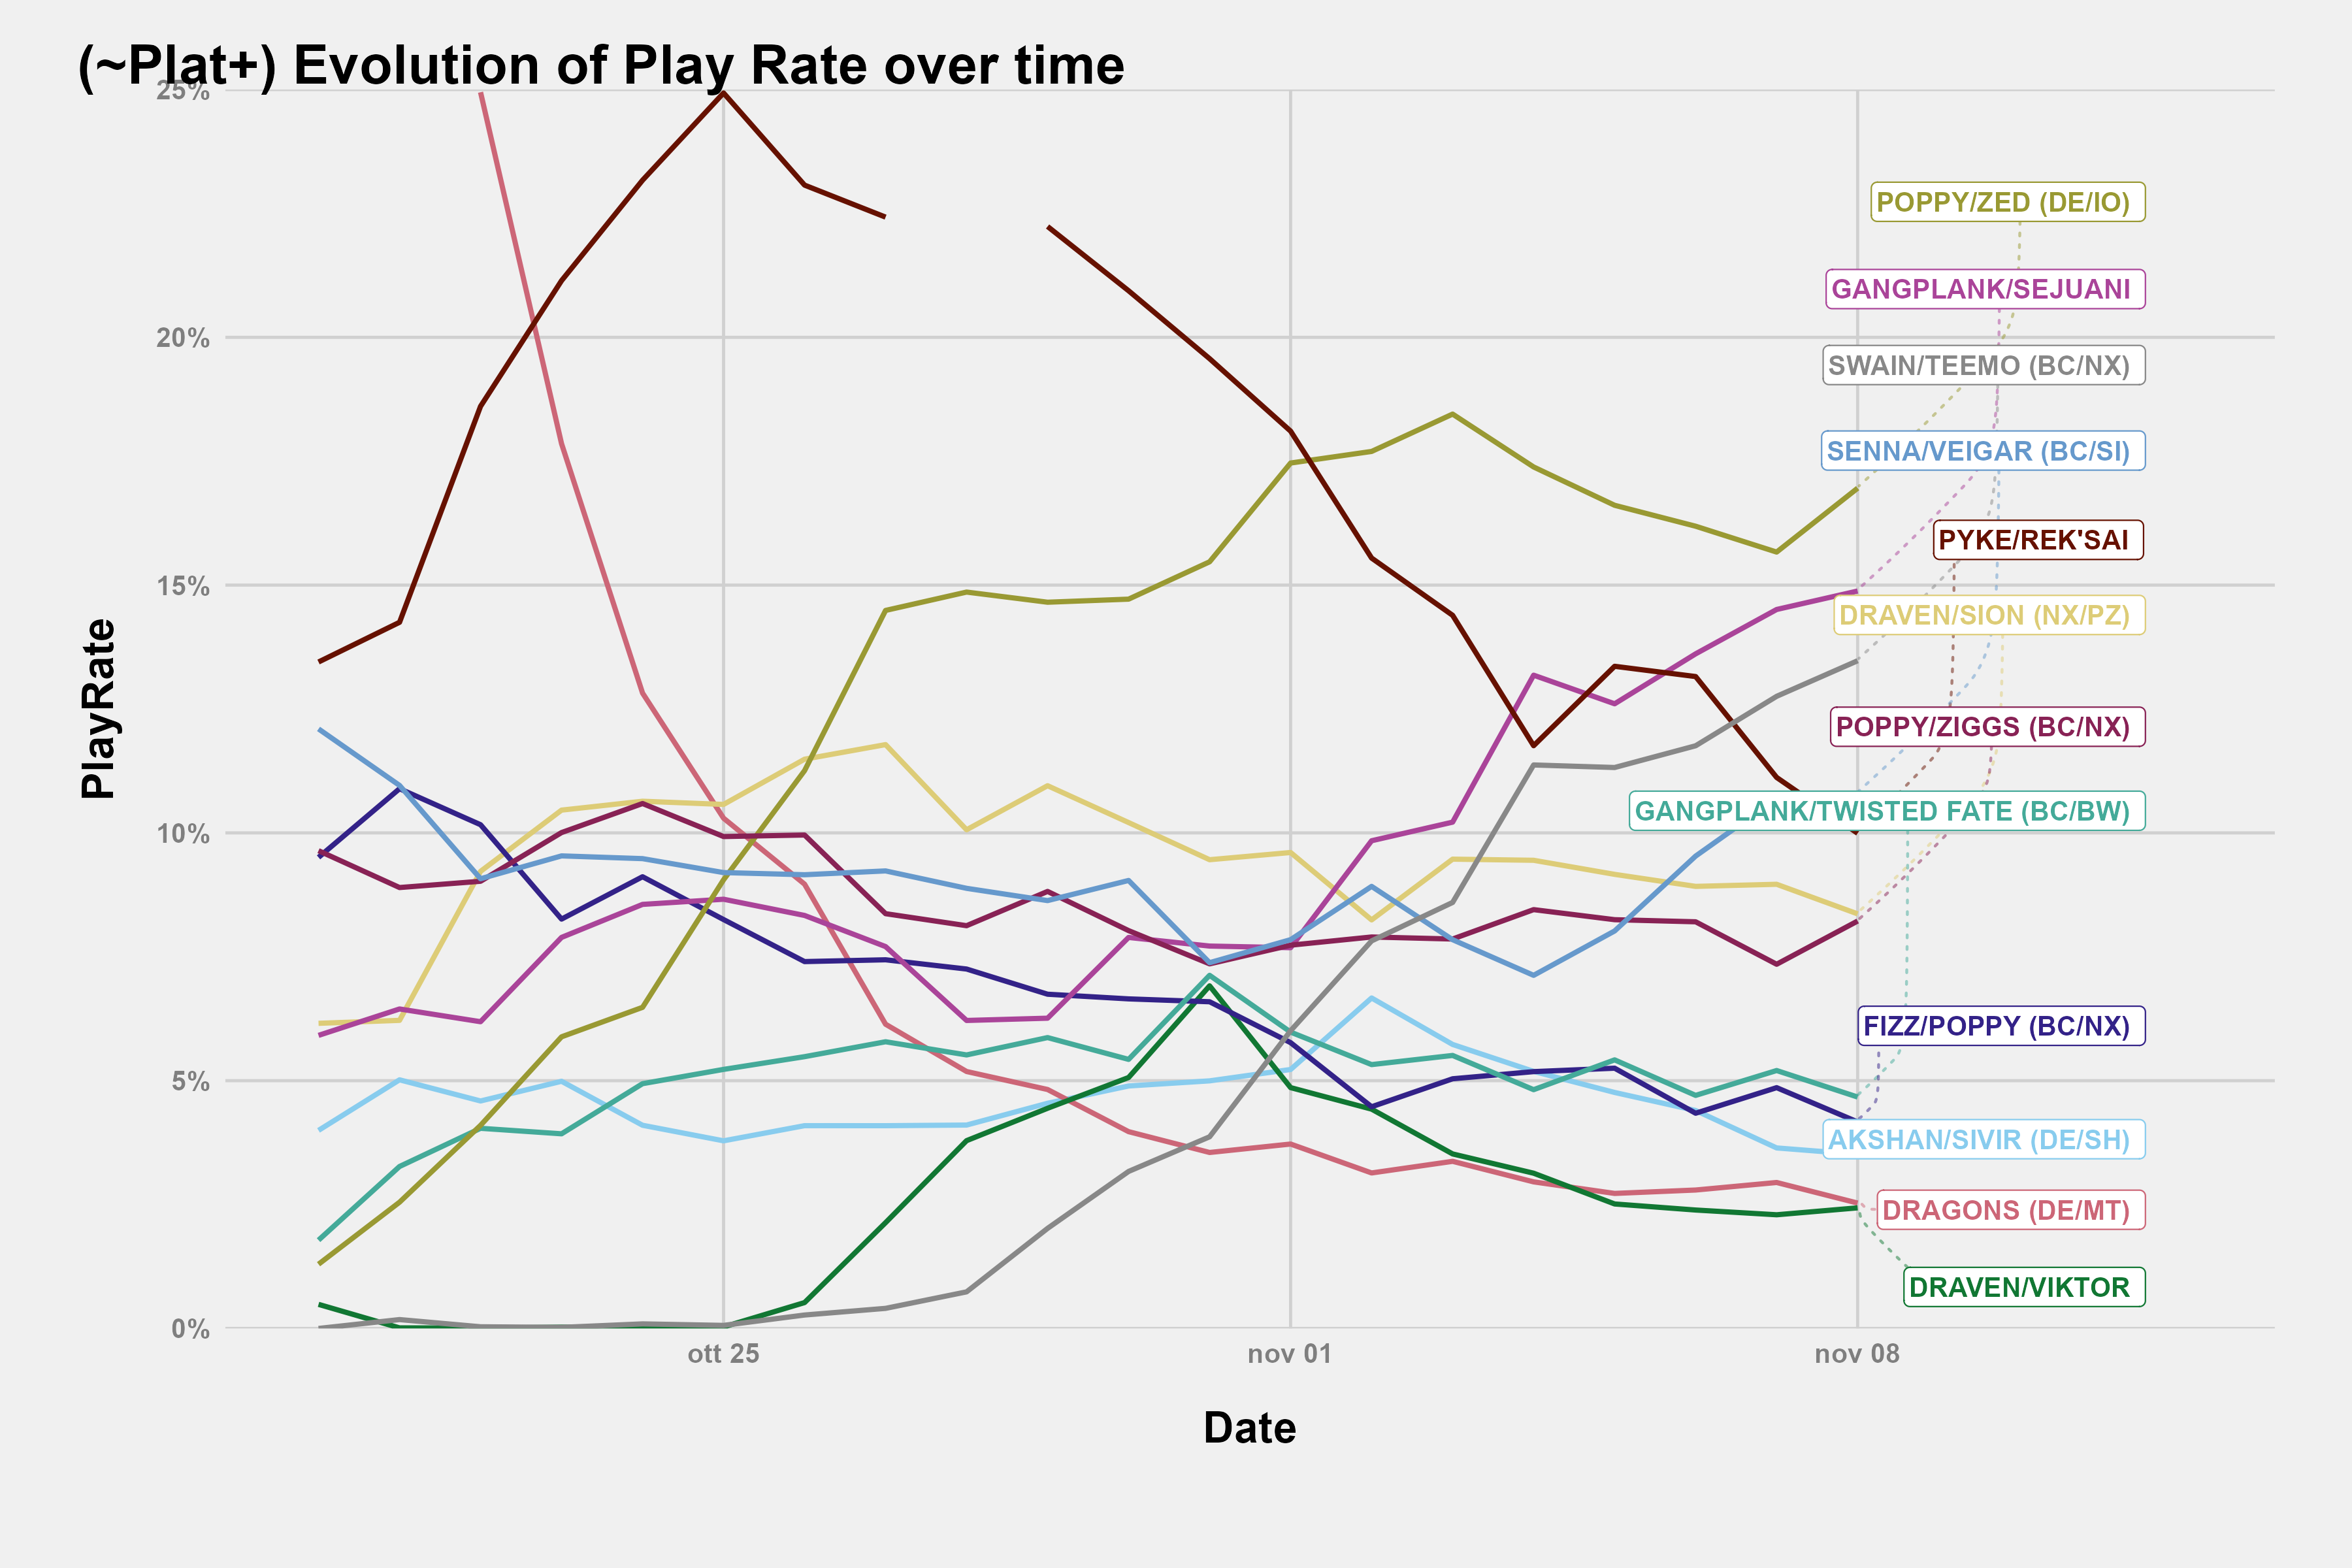 (~Plat+) Evolution of Play Rate over time
25%
20%
15%
10%
5%
0%
PlayRate
POPPY/ZED (DE/IO)
GANGPLANK/SEJUANI
SWAIN/TEEMO (BC/NX)
SENNA/VEIGAR (BC/SI)
PYKE/REK'SAI
DRAVEN/SION (NX/PZ)
POPPY/ZIGGS (BC/NX)
GANGPLANK/TWISTED FATE (BC/BW)
FIZZ/POPPY (BC/NX)
AKSHAN/SIVIR (DE/SH)
DRAGONS (DE/MT)
DRAVEN/VIKTOR
ott 25
nov 01
nov 08
Date